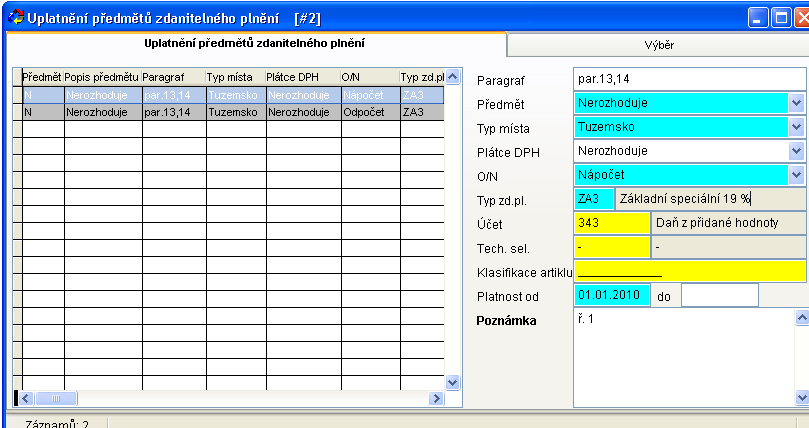 Uplatnění předmětů zdanitelného plnění [#2]
Uplatnění předmětů zdanitelného plnění
Výběr
Předmět Popis předmětu Paragraf Typ místa Plátce DPH O/N Typ zd.pl
N Nerozhoduje par.13,14 Tuzemsko Nerozhoduje Nápočet ZA3
N Nerozhoduje par.13,14 Tuzemsko Nerozhoduje Odpočet ZA3
Paragraf par.13,14
Předmět Nerozhoduje
Typ místa Tuzemsko
Plátce DPH Nerozhoduje
O/N Nápočet
Typ zd.pl. ZA3 Základní speciální 19 %
Účet 343 Daň z přidané hodnoty
Tech. sel. - -
Klasifikace artiklu
Platnost od 01.01.2010 do
Poznámka ř. 1
Záznamů: 2